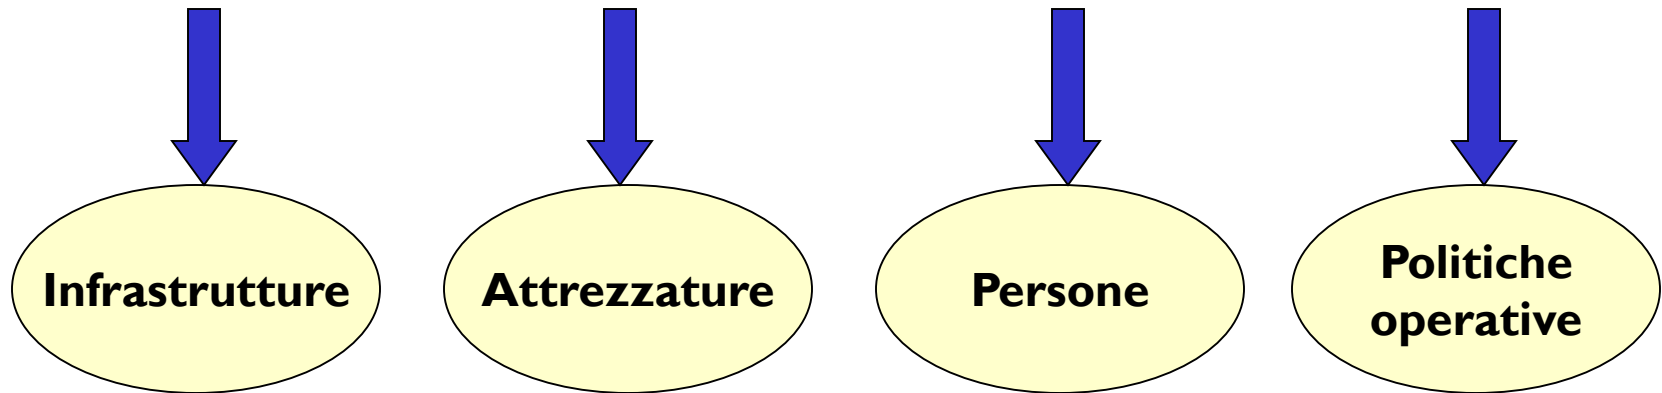 Infrastrutture
Attrezzature
Persone
Politiche
operative